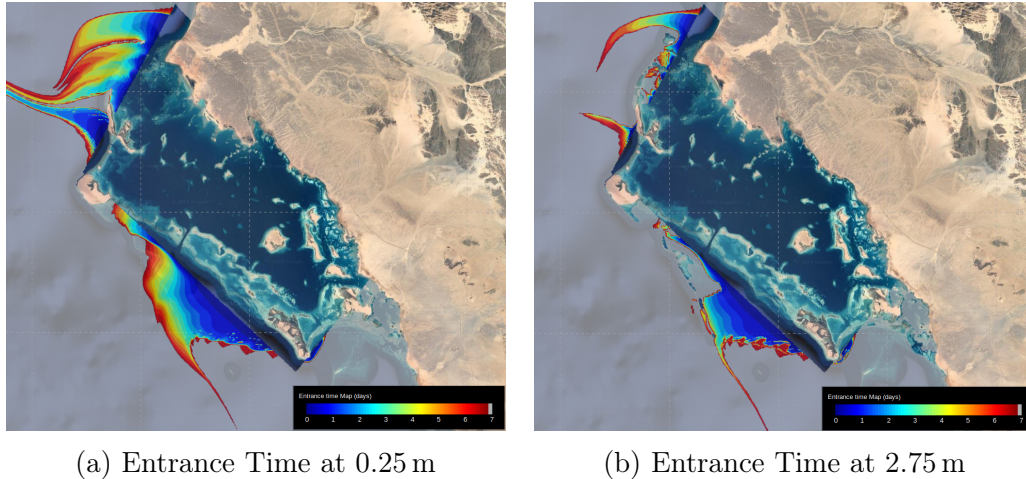 Entrance time Map (days)
0 1 2 3 4 5 6 7
Entrance time Map (days)
0 1 2 3 4 5 6 7
(a) Entrance Time at 0.25 m
(b) Entrance Time at 2.75 m